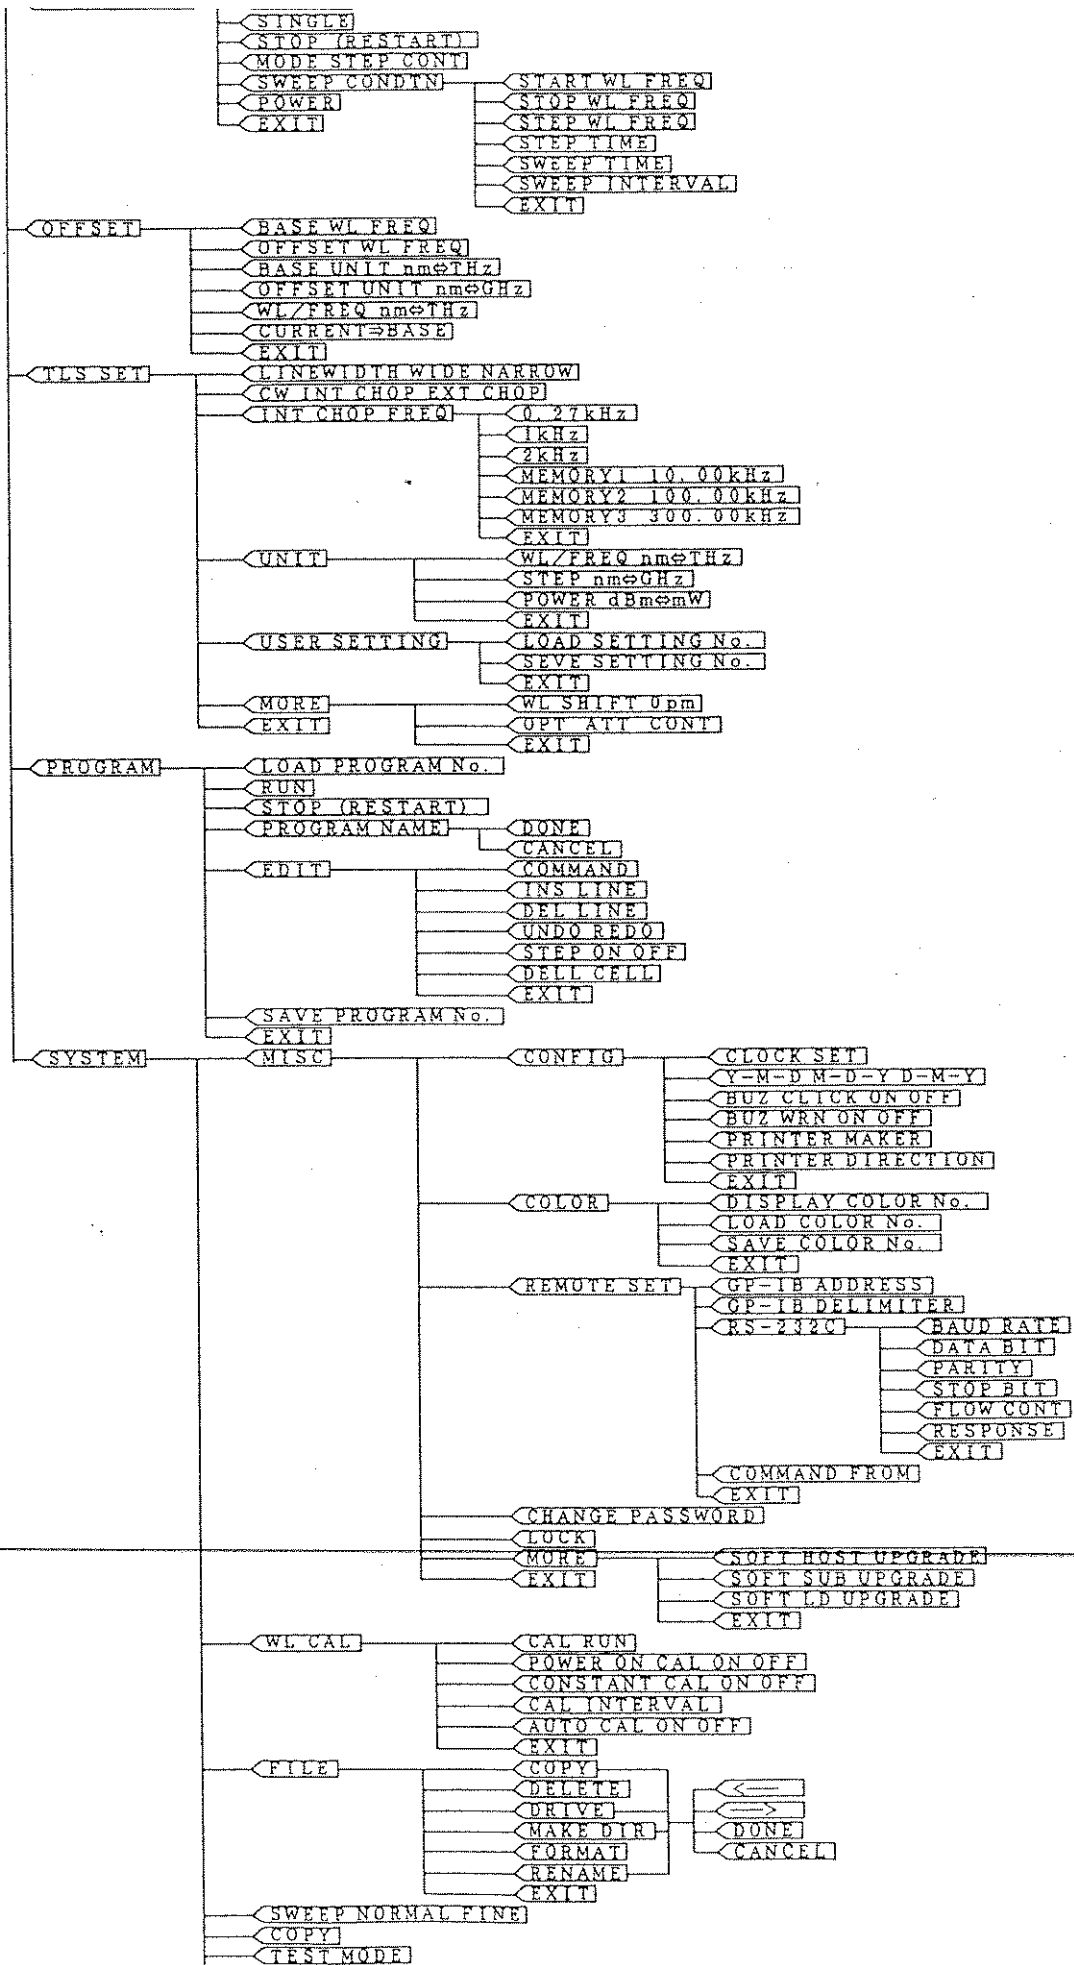 SINGLE
STOP (RESTART)
MODE STEP CONT
SWEEP CONDTN START WL FREQ
POWER STOP WL FREQ
EXIT STEP WL FREQ
STEP TIME
SWEEP TIME
SWEEP INTERVAL
EXIT
OFFSET BASE WL FREQ
OFFSET WL FREQ
BASE UNIT nm⇔THz
OFFSET UNIT nm⇔GHz
WL/FREQ nm⇔THz
CURRENT⇒BASE
EXIT
TLS SET LINEWIDTH WIDE NARROW
CW INT CHOP EXT CHOP
INT CHOP FREQ 0.27kHz
1kHz
2kHz
MEMORY1 10.00kHz
MEMORY2 100.00kHz
MEMORY3 300.00kHz
EXIT
UNIT WL/FREQ nm⇔THz
STEP nm⇔GHz
POWER dBm⇔mW
EXIT
USER SETTING LOAD SETTING No.
SEVE SETTING No.
EXIT
MORE WL SHIFT 0pm
EXIT OPT ATT CONT
EXIT
PROGRAM LOAD PROGRAM No.
RUN
STOP (RESTART)
PROGRAM NAME DONE
CANCEL
EDIT COMMAND
INS LINE
DEL LINE
UNDO REDO
STEP ON OFF
DELL CELL
EXIT
SAVE PROGRAM No.
EXIT
SYSTEM MISC CONFIG CLOCK SET
Y-M-D M-D-Y D-M-Y
BUZ CLICK ON OFF
BUZ WRN ON OFF
PRINTER MAKER
PRINTER DIRECTION
EXIT
COLOR DISPLAY COLOR No.
LOAD COLOR No.
SAVE COLOR No.
EXIT
REMOTE SET GP-IB ADDRESS
GP-IB DELIMITER
RS-232C BAUD RATE
DATA BIT
PARITY
STOP BIT
FLOW CONT
RESPONSE
EXIT
COMMAND FROM
EXIT
CHANGE PASSWORD
LOCK
MORE SOFT HOST UPGRADE
EXIT SOFT SUB UPGRADE
SOFT LD UPGRADE
EXIT
WL CAL CAL RUN
POWER ON CAL ON OFF
CONSTANT CAL ON OFF
CAL INTERVAL
AUTO CAL ON OFF
EXIT
FILE COPY
DELETE <──
DRIVE ──>
MAKE DIR DONE
FORMAT CANCEL
RENAME
EXIT
SWEEP NORMAL FINE
COPY
TEST MODE